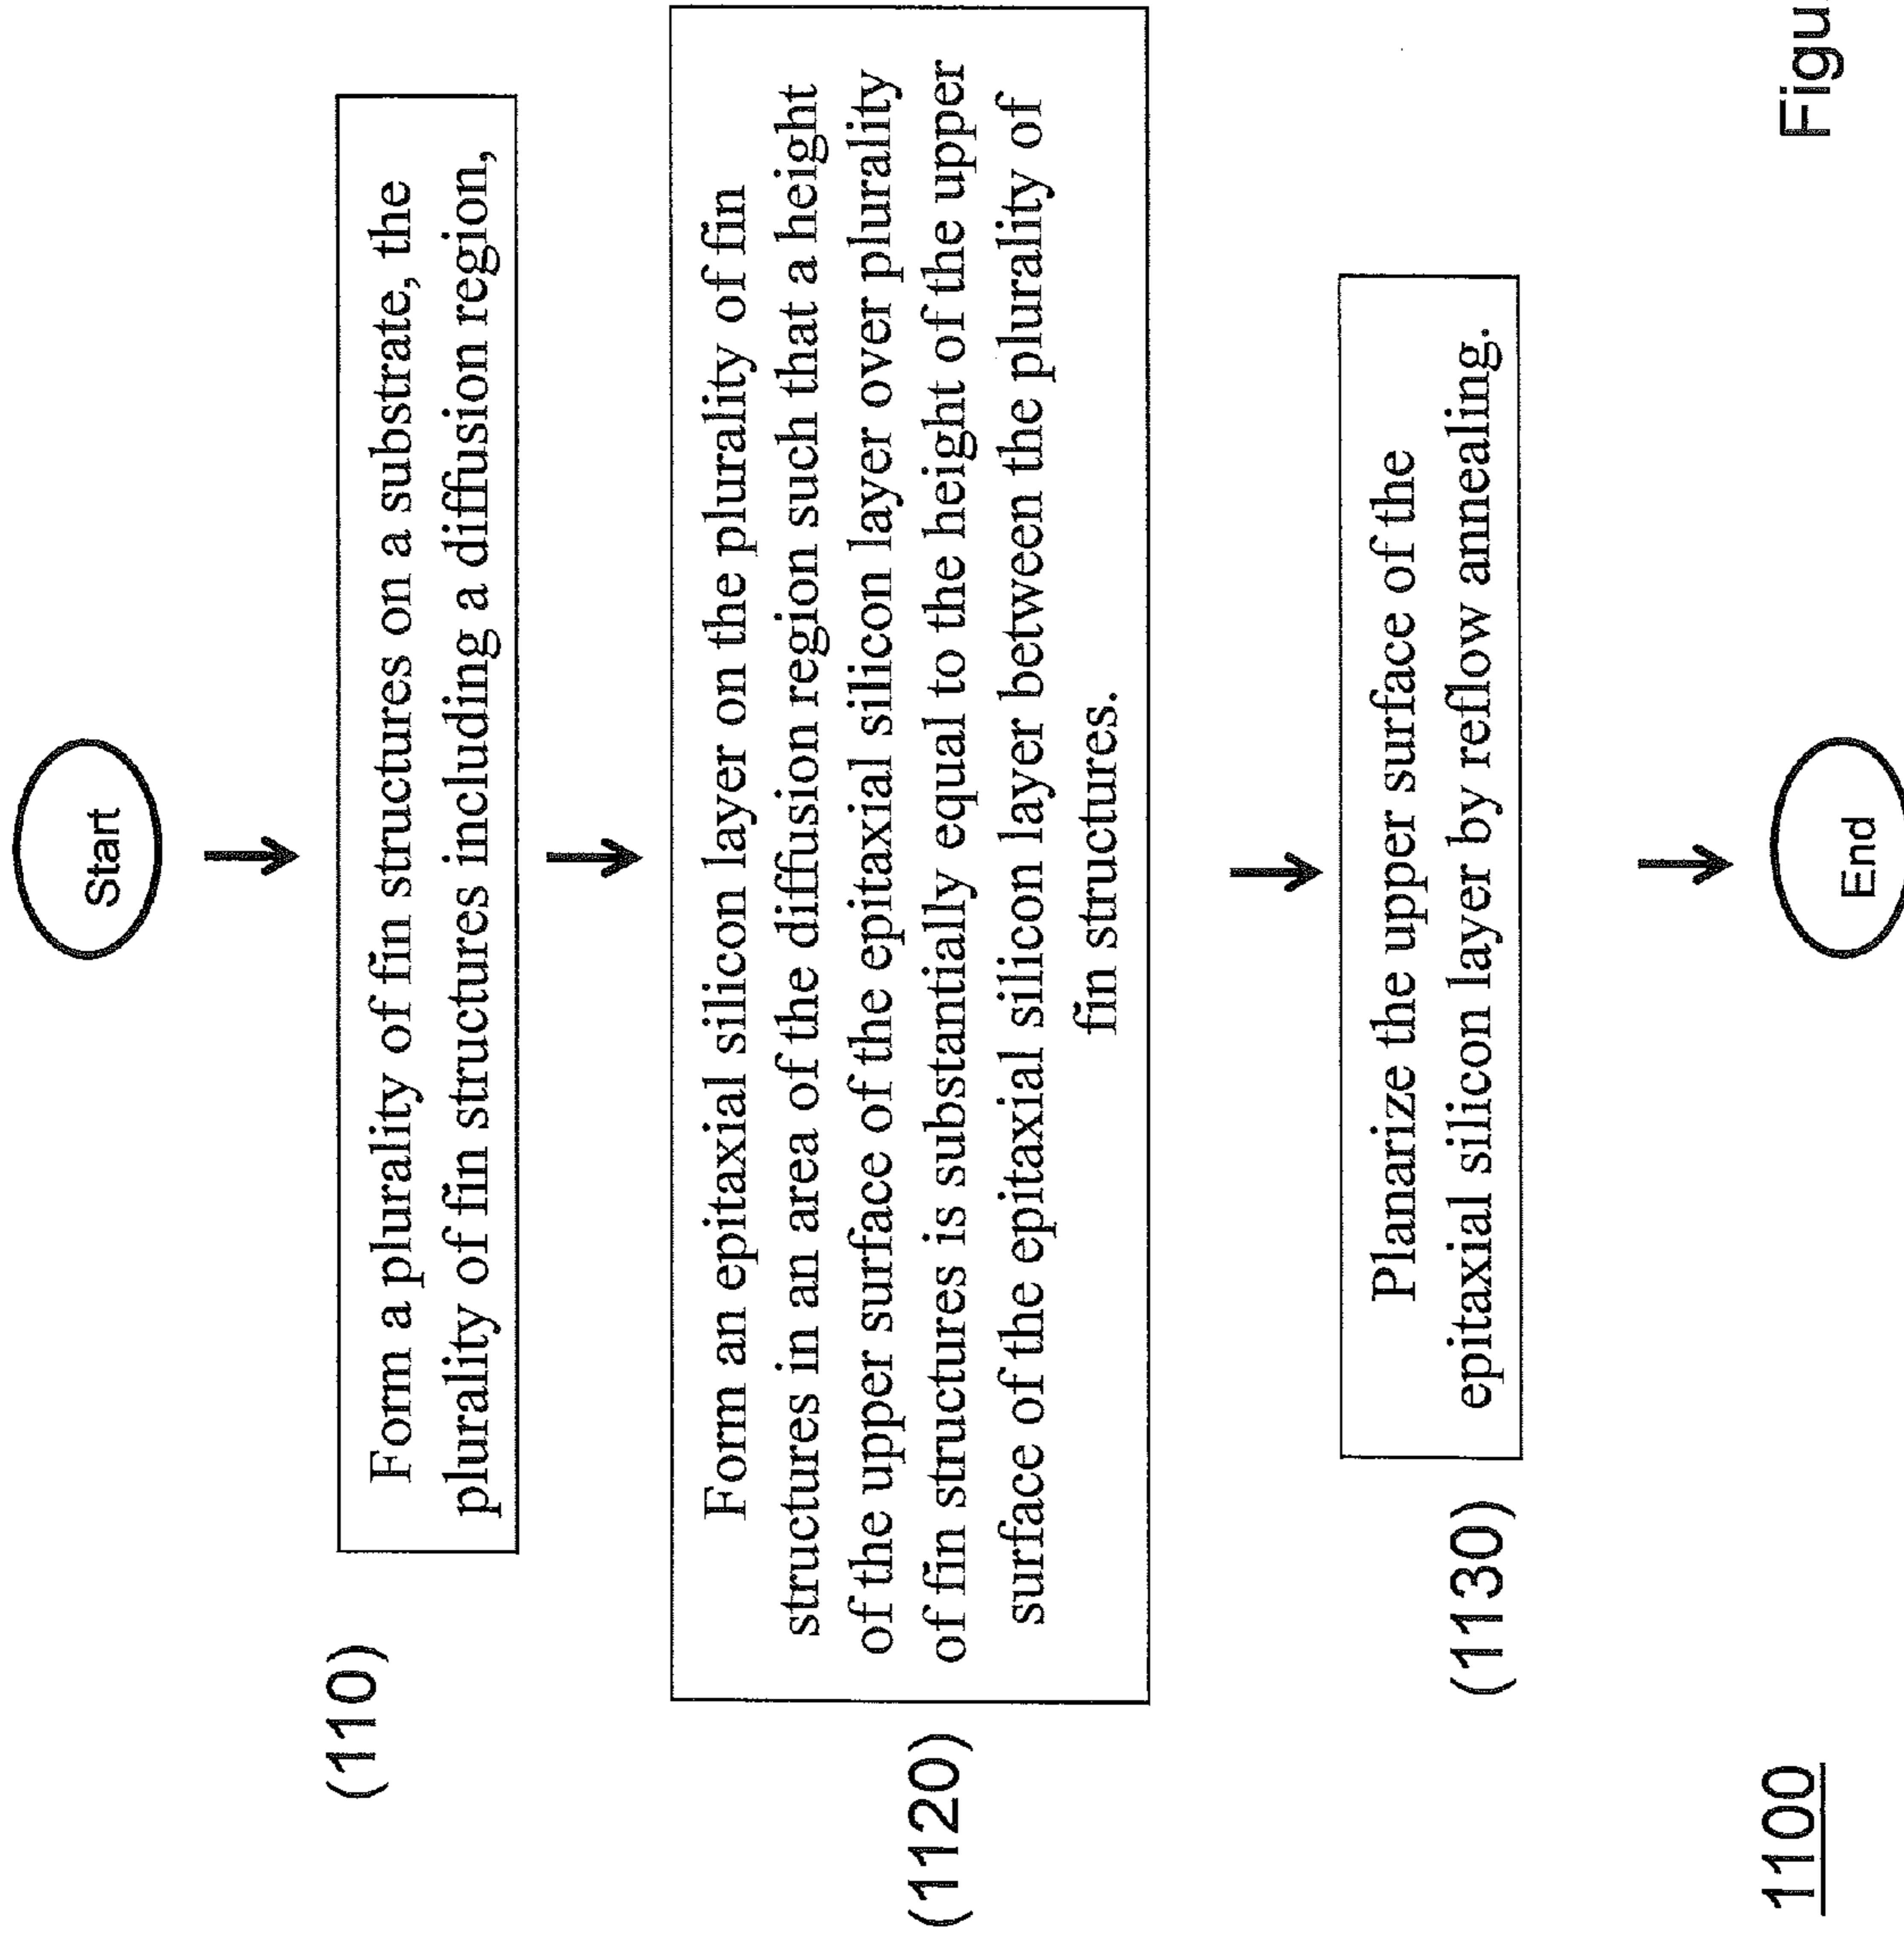 Start
(110)
Form a plurality of fin structures on a substrate, the
plurality of fin structures including a diffusion region,
(1120)
Form an epitaxial silicon layer on the plurality of fin
structures in an area of the diffusion region such that a height
of the upper surface of the epitaxial silicon layer over plurality
of fin structures is substantially equal to the height of the upper
surface of the epitaxial silicon layer between the plurality of
fin structures.
(1130)
Planarize the upper surface of the
epitaxial silicon layer by reflow annealing.
End
1100
Figu